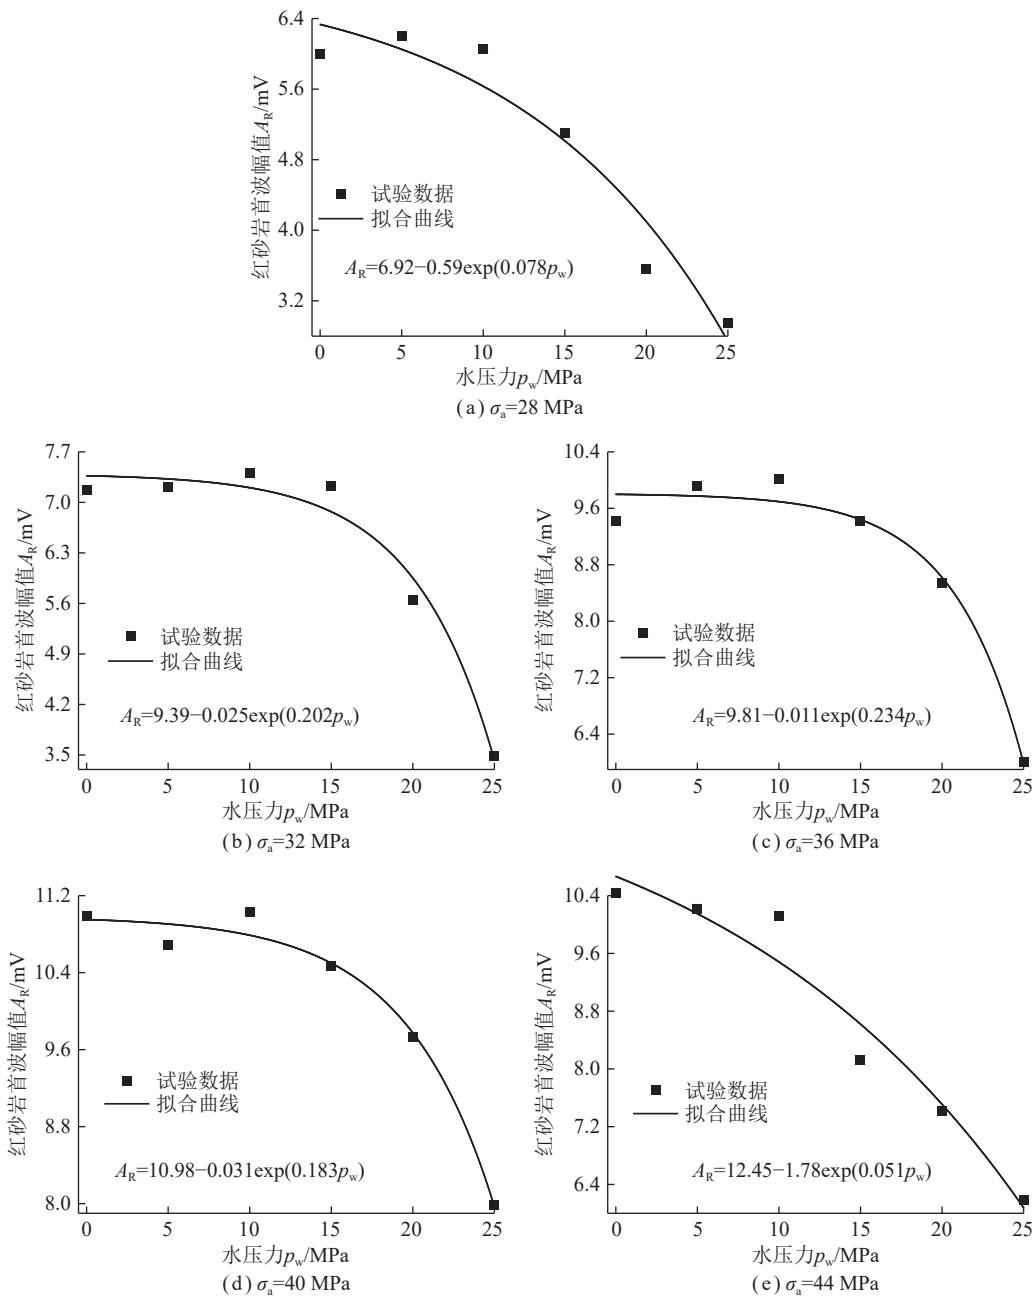 6.4
5.6
4.8
4.0
3.2
红砂岩首波幅值A_R/mV
试验数据
拟合曲线
A_R=6.92−0.59exp(0.078p_w)
0 5 10 15 20 25
水压力p_w/MPa
(a) σ_a=28 MPa
7.7
7.0
6.3
5.6
4.9
4.2
3.5
红砂岩首波幅值A_R/mV
试验数据
拟合曲线
A_R=9.39−0.025exp(0.202p_w)
0 5 10 15 20 25
水压力p_w/MPa
(b) σ_a=32 MPa
10.4
9.6
8.8
8.0
7.2
6.4
红砂岩首波幅值A_R/mV
试验数据
拟合曲线
A_R=9.81−0.011exp(0.234p_w)
0 5 10 15 20 25
水压力p_w/MPa
(c) σ_a=36 MPa
11.2
10.4
9.6
8.8
8.0
红砂岩首波幅值A_R/mV
试验数据
拟合曲线
A_R=10.98−0.031exp(0.183p_w)
0 5 10 15 20 25
水压力p_w/MPa
(d) σ_a=40 MPa
10.4
9.6
8.8
8.0
7.2
6.4
红砂岩首波幅值A_R/mV
试验数据
拟合曲线
A_R=12.45−1.78exp(0.051p_w)
0 5 10 15 20 25
水压力p_w/MPa
(e) σ_a=44 MPa